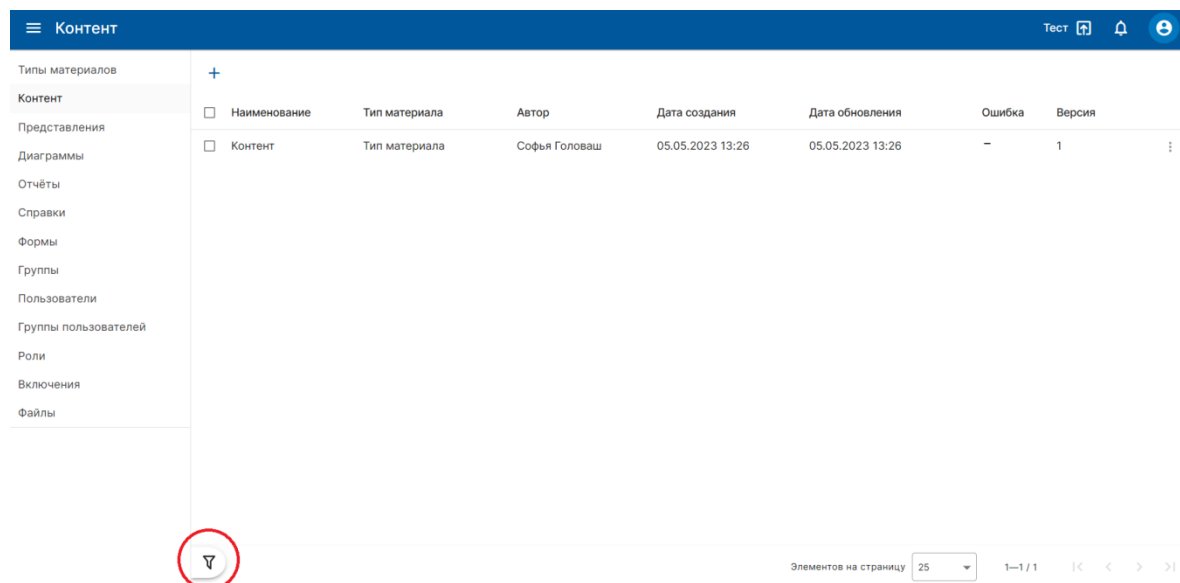 Контент
Тест
Типы материалов
Контент
Представления
Диаграммы
Отчёты
Справки
Формы
Группы
Пользователи
Группы пользователей
Роли
Включения
Файлы
+
Наименование Тип материала Автор Дата создания Дата обновления Ошибка Версия
Контент Тип материала Софья Головаш 05.05.2023 13:26 05.05.2023 13:26 – 1
Элементов на страницу 25 1—1 / 1